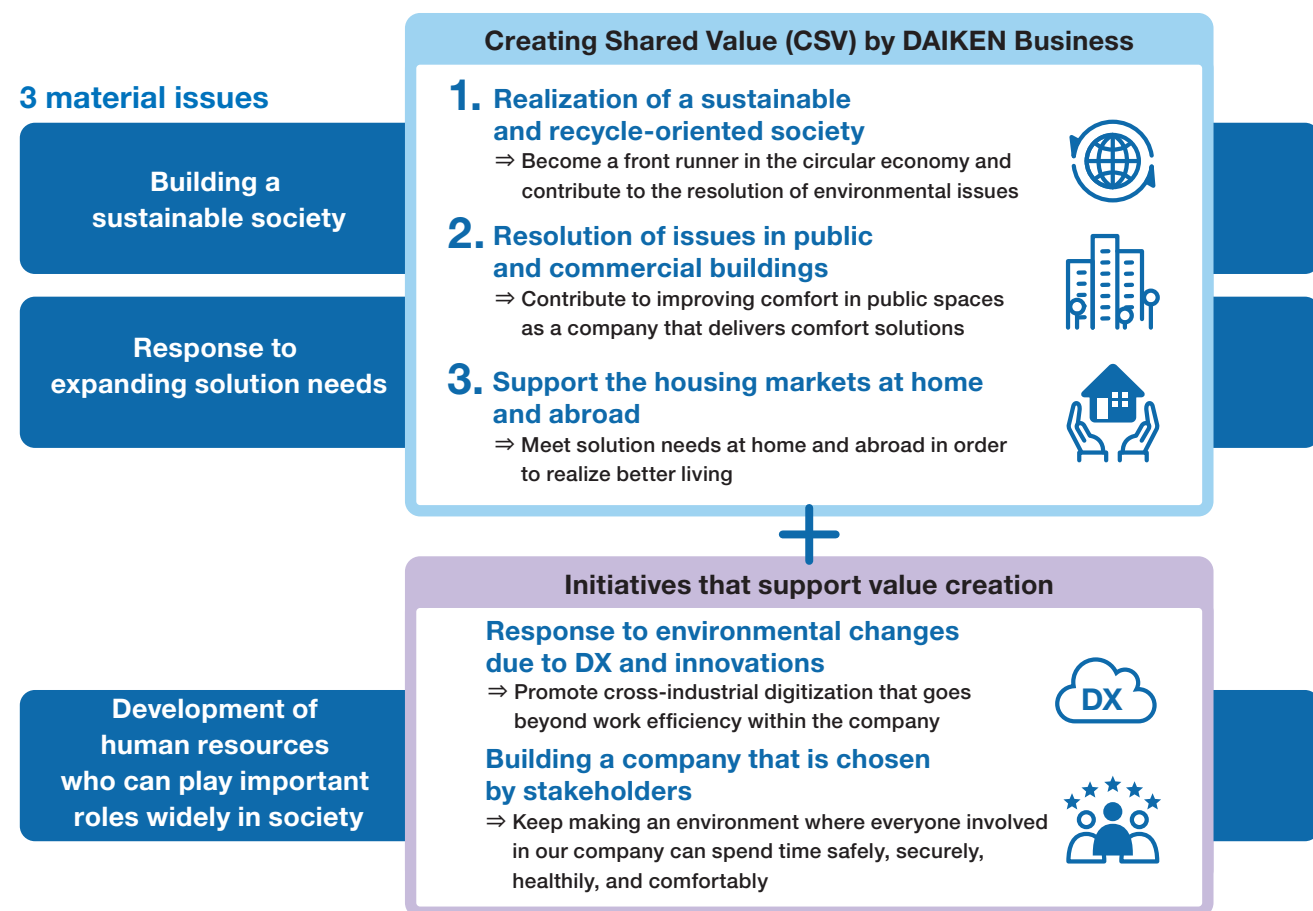 3 material issues
Building a
sustainable society
Response to
expanding solution needs
Development of
human resources
who can play important
roles widely in society
Creating Shared Value (CSV) by DAIKEN Business
1. Realization of a sustainable
and recycle-oriented society
⇒ Become a front runner in the circular economy and
contribute to the resolution of environmental issues
2. Resolution of issues in public
and commercial buildings
⇒ Contribute to improving comfort in public spaces
as a company that delivers comfort solutions
3. Support the housing markets at home
and abroad
⇒ Meet solution needs at home and abroad in order
to realize better living
+
Initiatives that support value creation
Response to environmental changes
due to DX and innovations
⇒ Promote cross-industrial digitization that goes
beyond work efficiency within the company
DX
Building a company that is chosen
by stakeholders
⇒ Keep making an environment where everyone involved
in our company can spend time safely, securely,
healthily, and comfortably